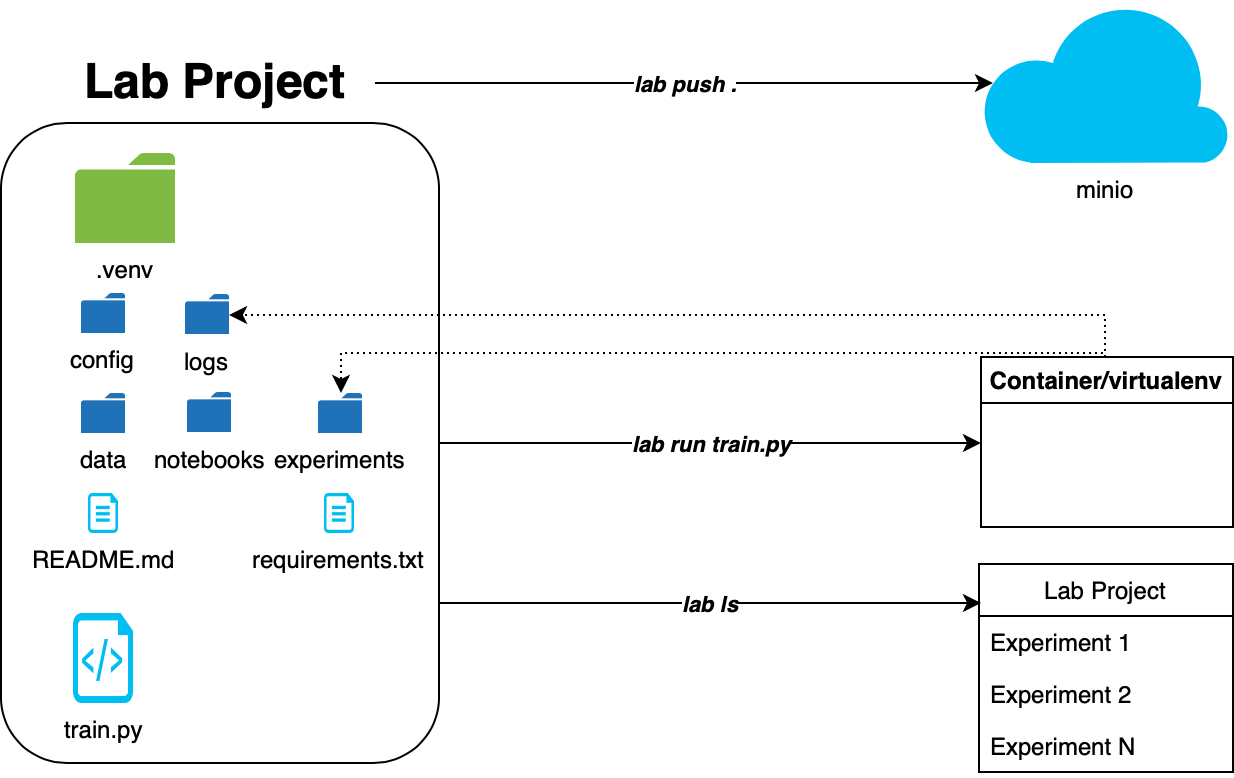 Lab Project
lab push .
minio
.venv
config
logs
data
notebooks
experiments
README.md
requirements.txt
</>
train.py
Container/virtualenv
lab run train.py
lab ls
Lab Project
Experiment 1
Experiment 2
Experiment N